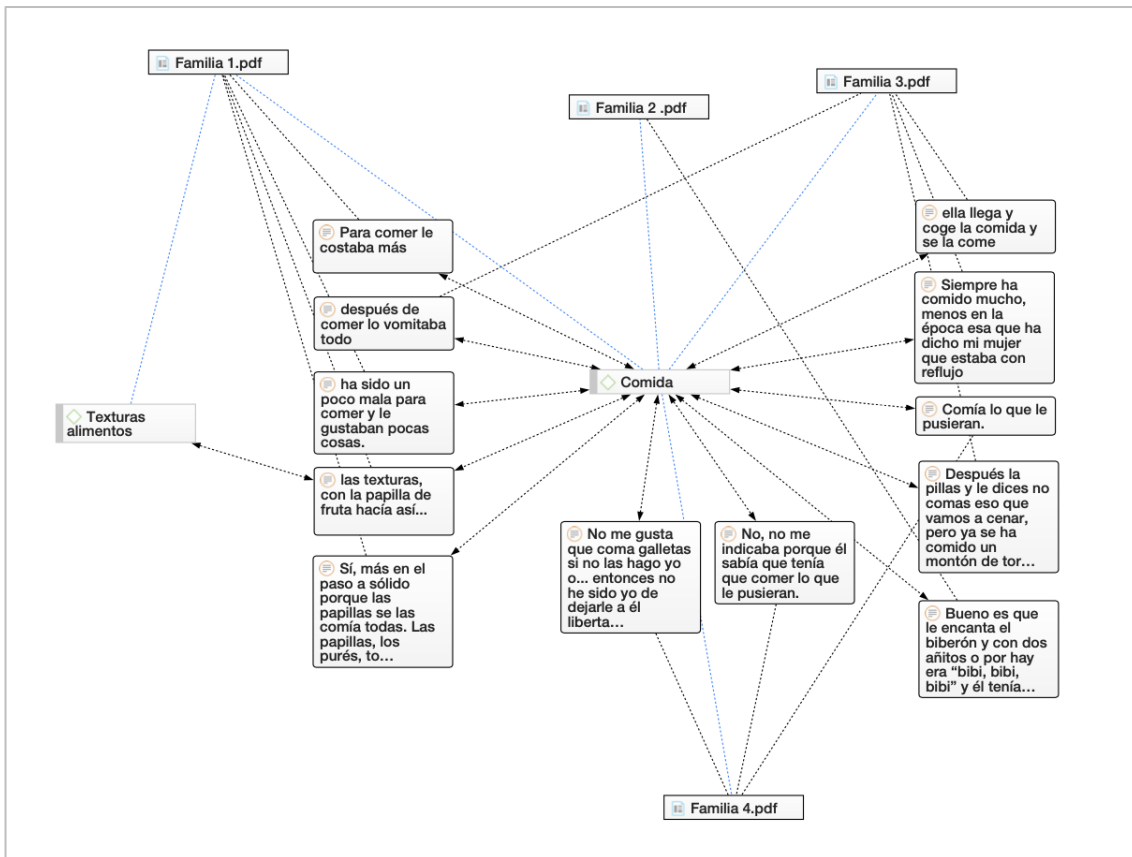 Familia 1.pdf
Familia 2 .pdf
Familia 3.pdf
Para comer le
costaba más
después de
comer lo vomitaba
todo
ha sido un
poco mala para
comer y le
gustaban pocas
cosas.
las texturas,
con la papilla de
fruta hacía así...
Sí, más en el
paso a sólido
porque las
papillas se las
comía todas. Las
papillas, los
purés, to...
Texturas
alimentos
Comida
No me gusta
que coma galletas
si no las hago yo
o... entonces no
he sido yo de
dejarle a él
liberta...
No, no me
indicaba porque él
sabía que tenía
que comer lo que
le pusieran.
ella llega y
coge la comida y
se la come
Siempre ha
comido mucho,
menos en la
época esa que ha
dicho mi mujer
que estaba con
reflujo
Comía lo que le
pusieran.
Después la
pillas y le dices no
comas eso que
vamos a cenar,
pero ya se ha
comido un
montón de tor...
Bueno es que
le encanta el
biberón y con dos
añitos o por hay
era “bibi, bibi,
bibi” y él tenía...
Familia 4.pdf